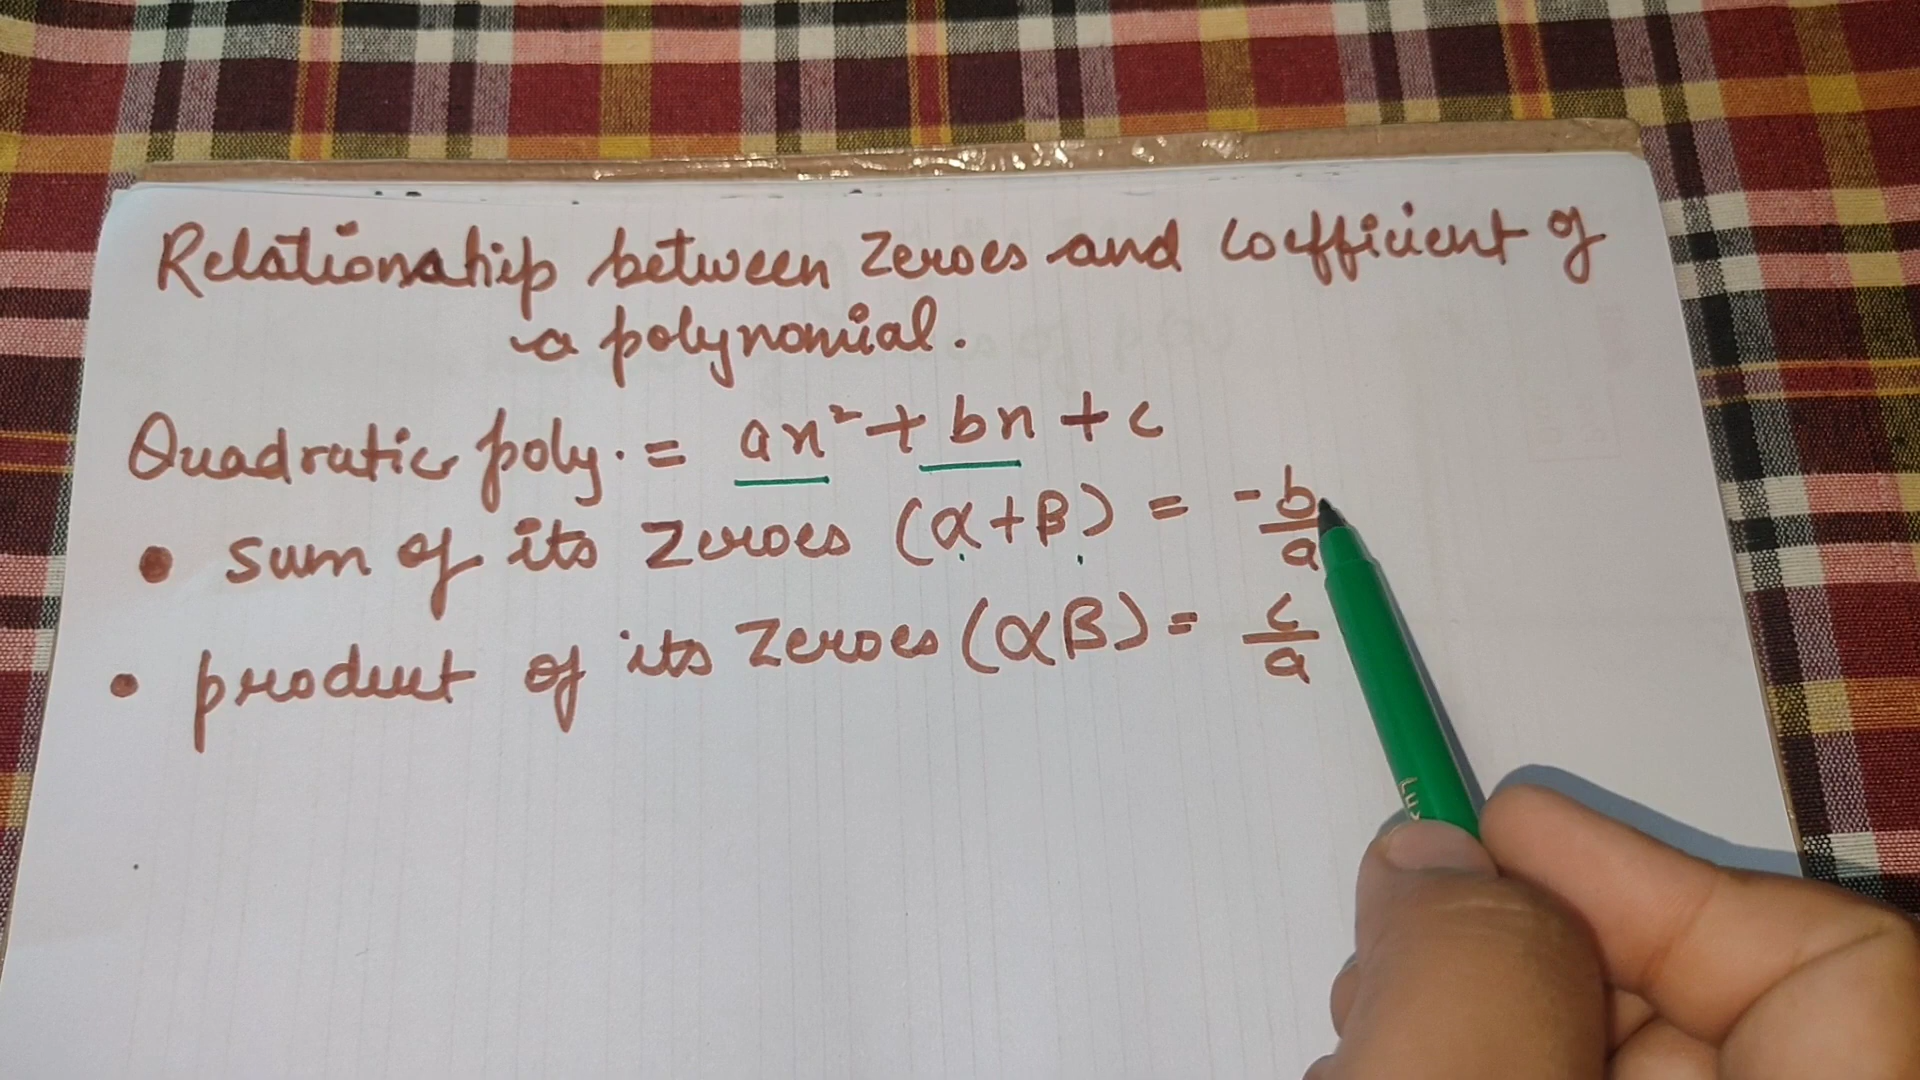 Relationship between zeroes and coefficient of
a polynomial.
Quadratic poly. = ax² + bx + c
• sum of its zeroes (α+β) = -b/a
• product of its zeroes (αβ) = c/a